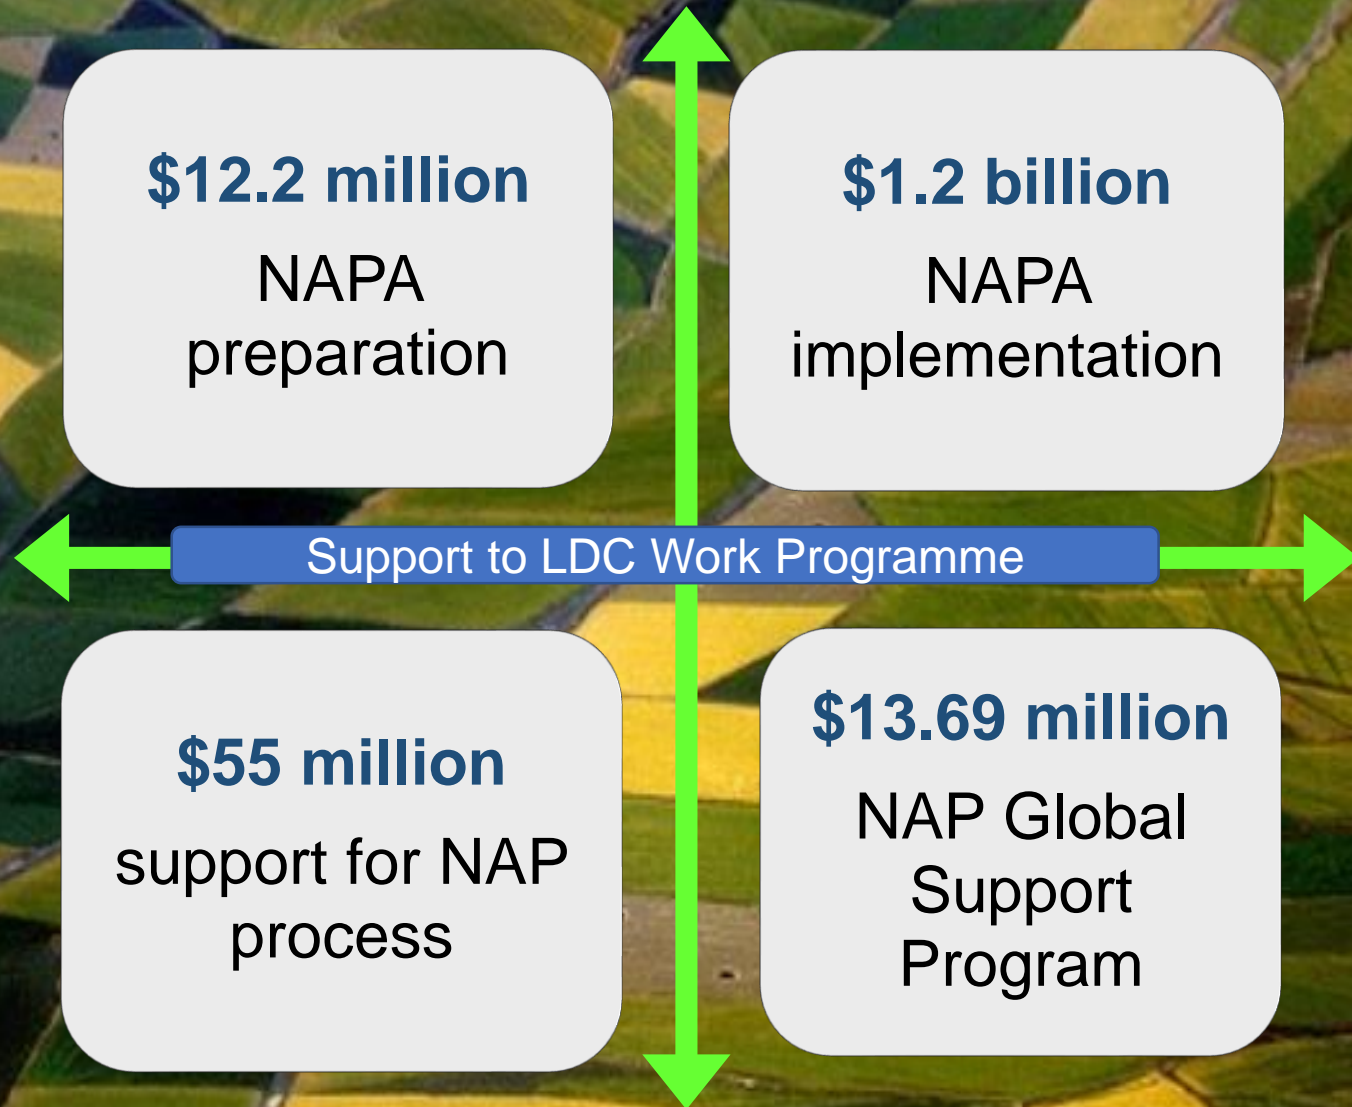 $12.2 million
NAPA
preparation
$1.2 billion
NAPA
implementation
Support to LDC Work Programme
$55 million
support for NAP
process
$13.69 million
NAP Global
Support
Program